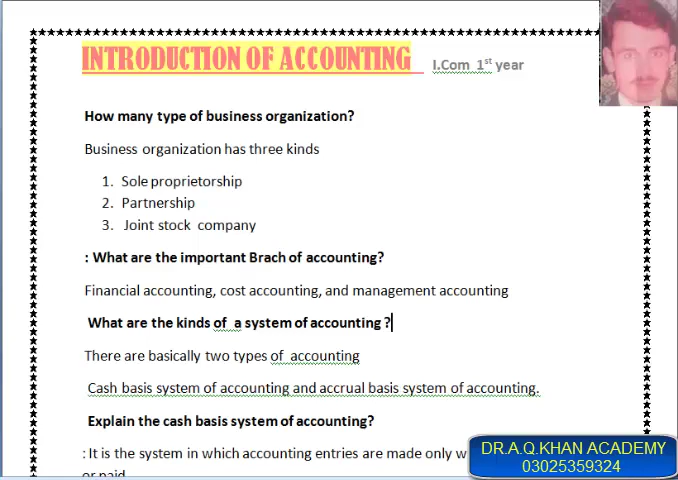 INTRODUCTION OF ACCOUNTING I.Com 1st year
How many type of business organization?
Business organization has three kinds
1. Sole proprietorship
2. Partnership
3. Joint stock company
: What are the important Brach of accounting?
Financial accounting, cost accounting, and management accounting
What are the kinds of a system of accounting ?
There are basically two types of accounting
Cash basis system of accounting and accrual basis system of accounting.
Explain the cash basis system of accounting?
: It is the system in which accounting entries are made only
or paid
DR.A.Q.KHAN ACADEMY
03025359324